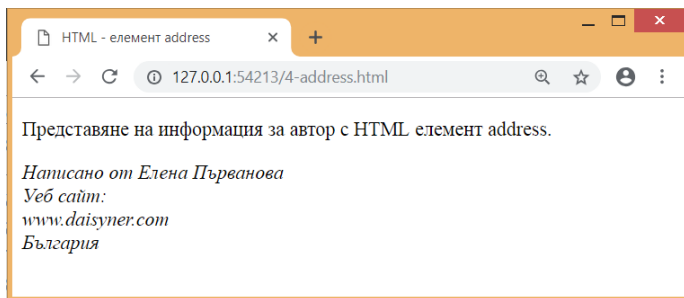 HTML - елемент address
127.0.0.1:54213/4-address.html
Представяне на информация за автор с HTML елемент address.
Написано от Елена Първанова
Уеб сайт:
www.daisyner.com
България